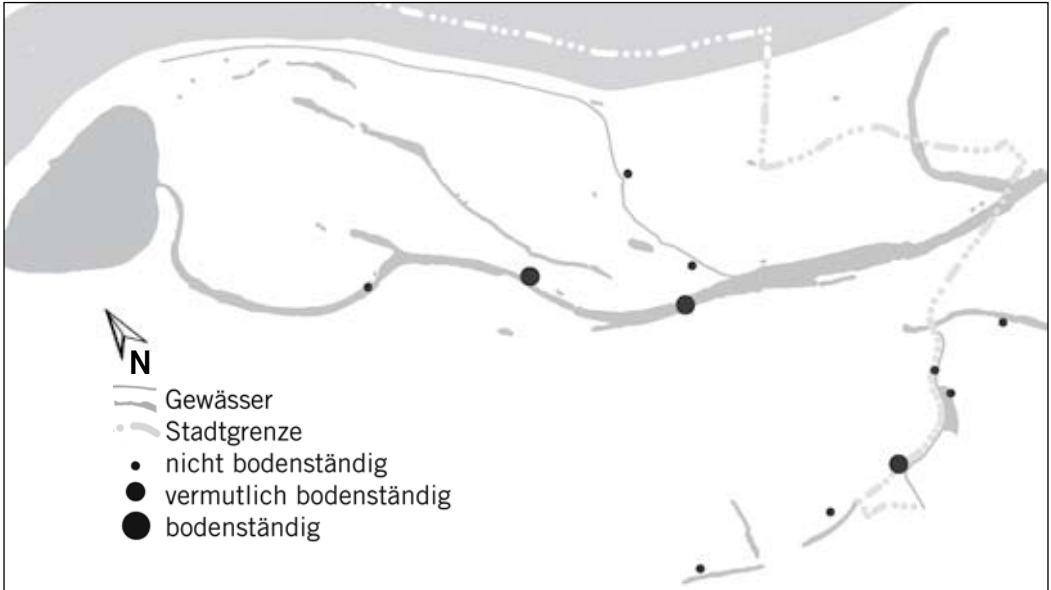 N
Gewässer
Stadtgrenze
nicht bodenständig
vermutlich bodenständig
bodenständig